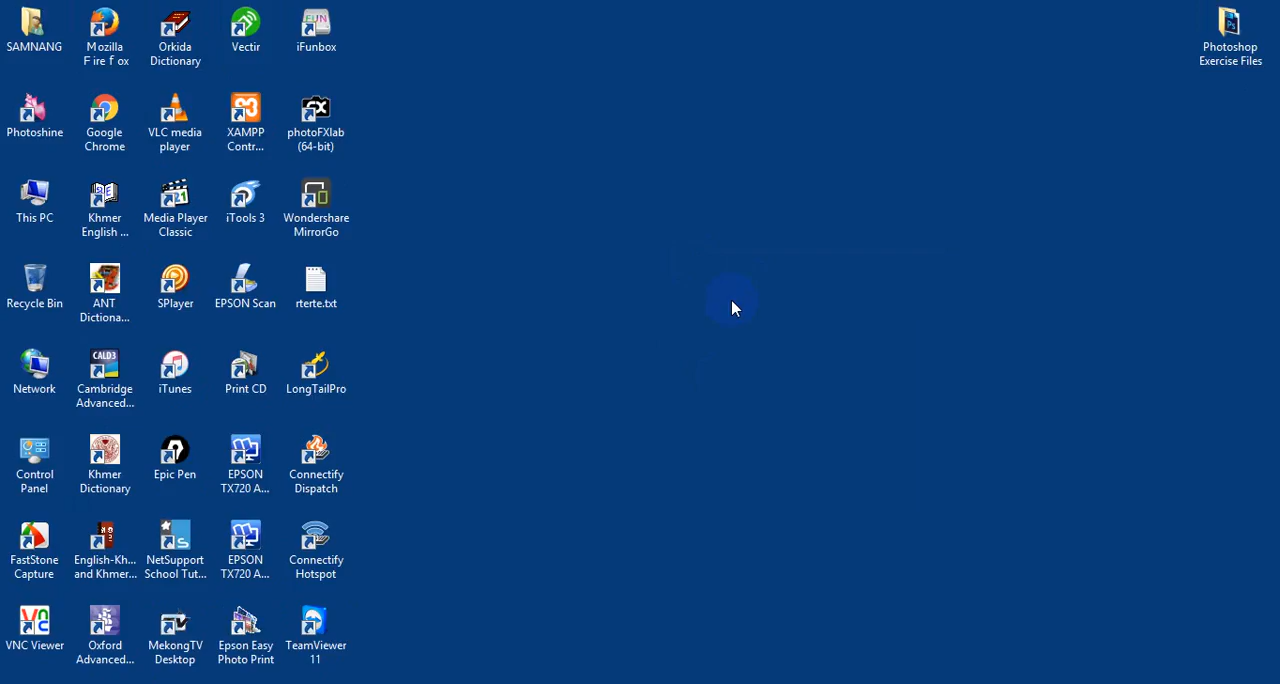 SAMNANG
Mozilla
Firefox
Orkida
Dictionary
Vectir
iFunbox
Photoshop
Exercise Files
Photoshine
Google
Chrome
VLC media
player
XAMPP
Contr...
photoFXlab
(64-bit)
This PC
Khmer
English ...
Media Player
Classic
iTools 3
Wondershare
MirrorGo
Recycle Bin
ANT
Dictiona...
SPlayer
EPSON Scan
rterte.txt
Network
CALD3
Cambridge
Advanced...
iTunes
Print CD
LongTailPro
Control
Panel
Khmer
Dictionary
Epic Pen
EPSON
TX720 A...
Connectify
Dispatch
FastStone
Capture
English-Kh...
and Khmer...
NetSupport
School Tut...
EPSON
TX720 A...
Connectify
Hotspot
VNC Viewer
Oxford
Advanced...
MekongTV
Desktop
Epson Easy
Photo Print
TeamViewer
11